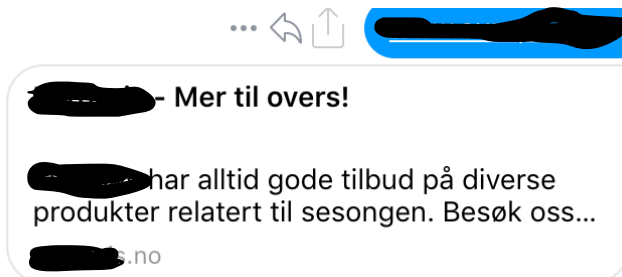 - Mer til overs!
har alltid gode tilbud på diverse
produkter relatert til sesongen. Besøk oss...
s.no